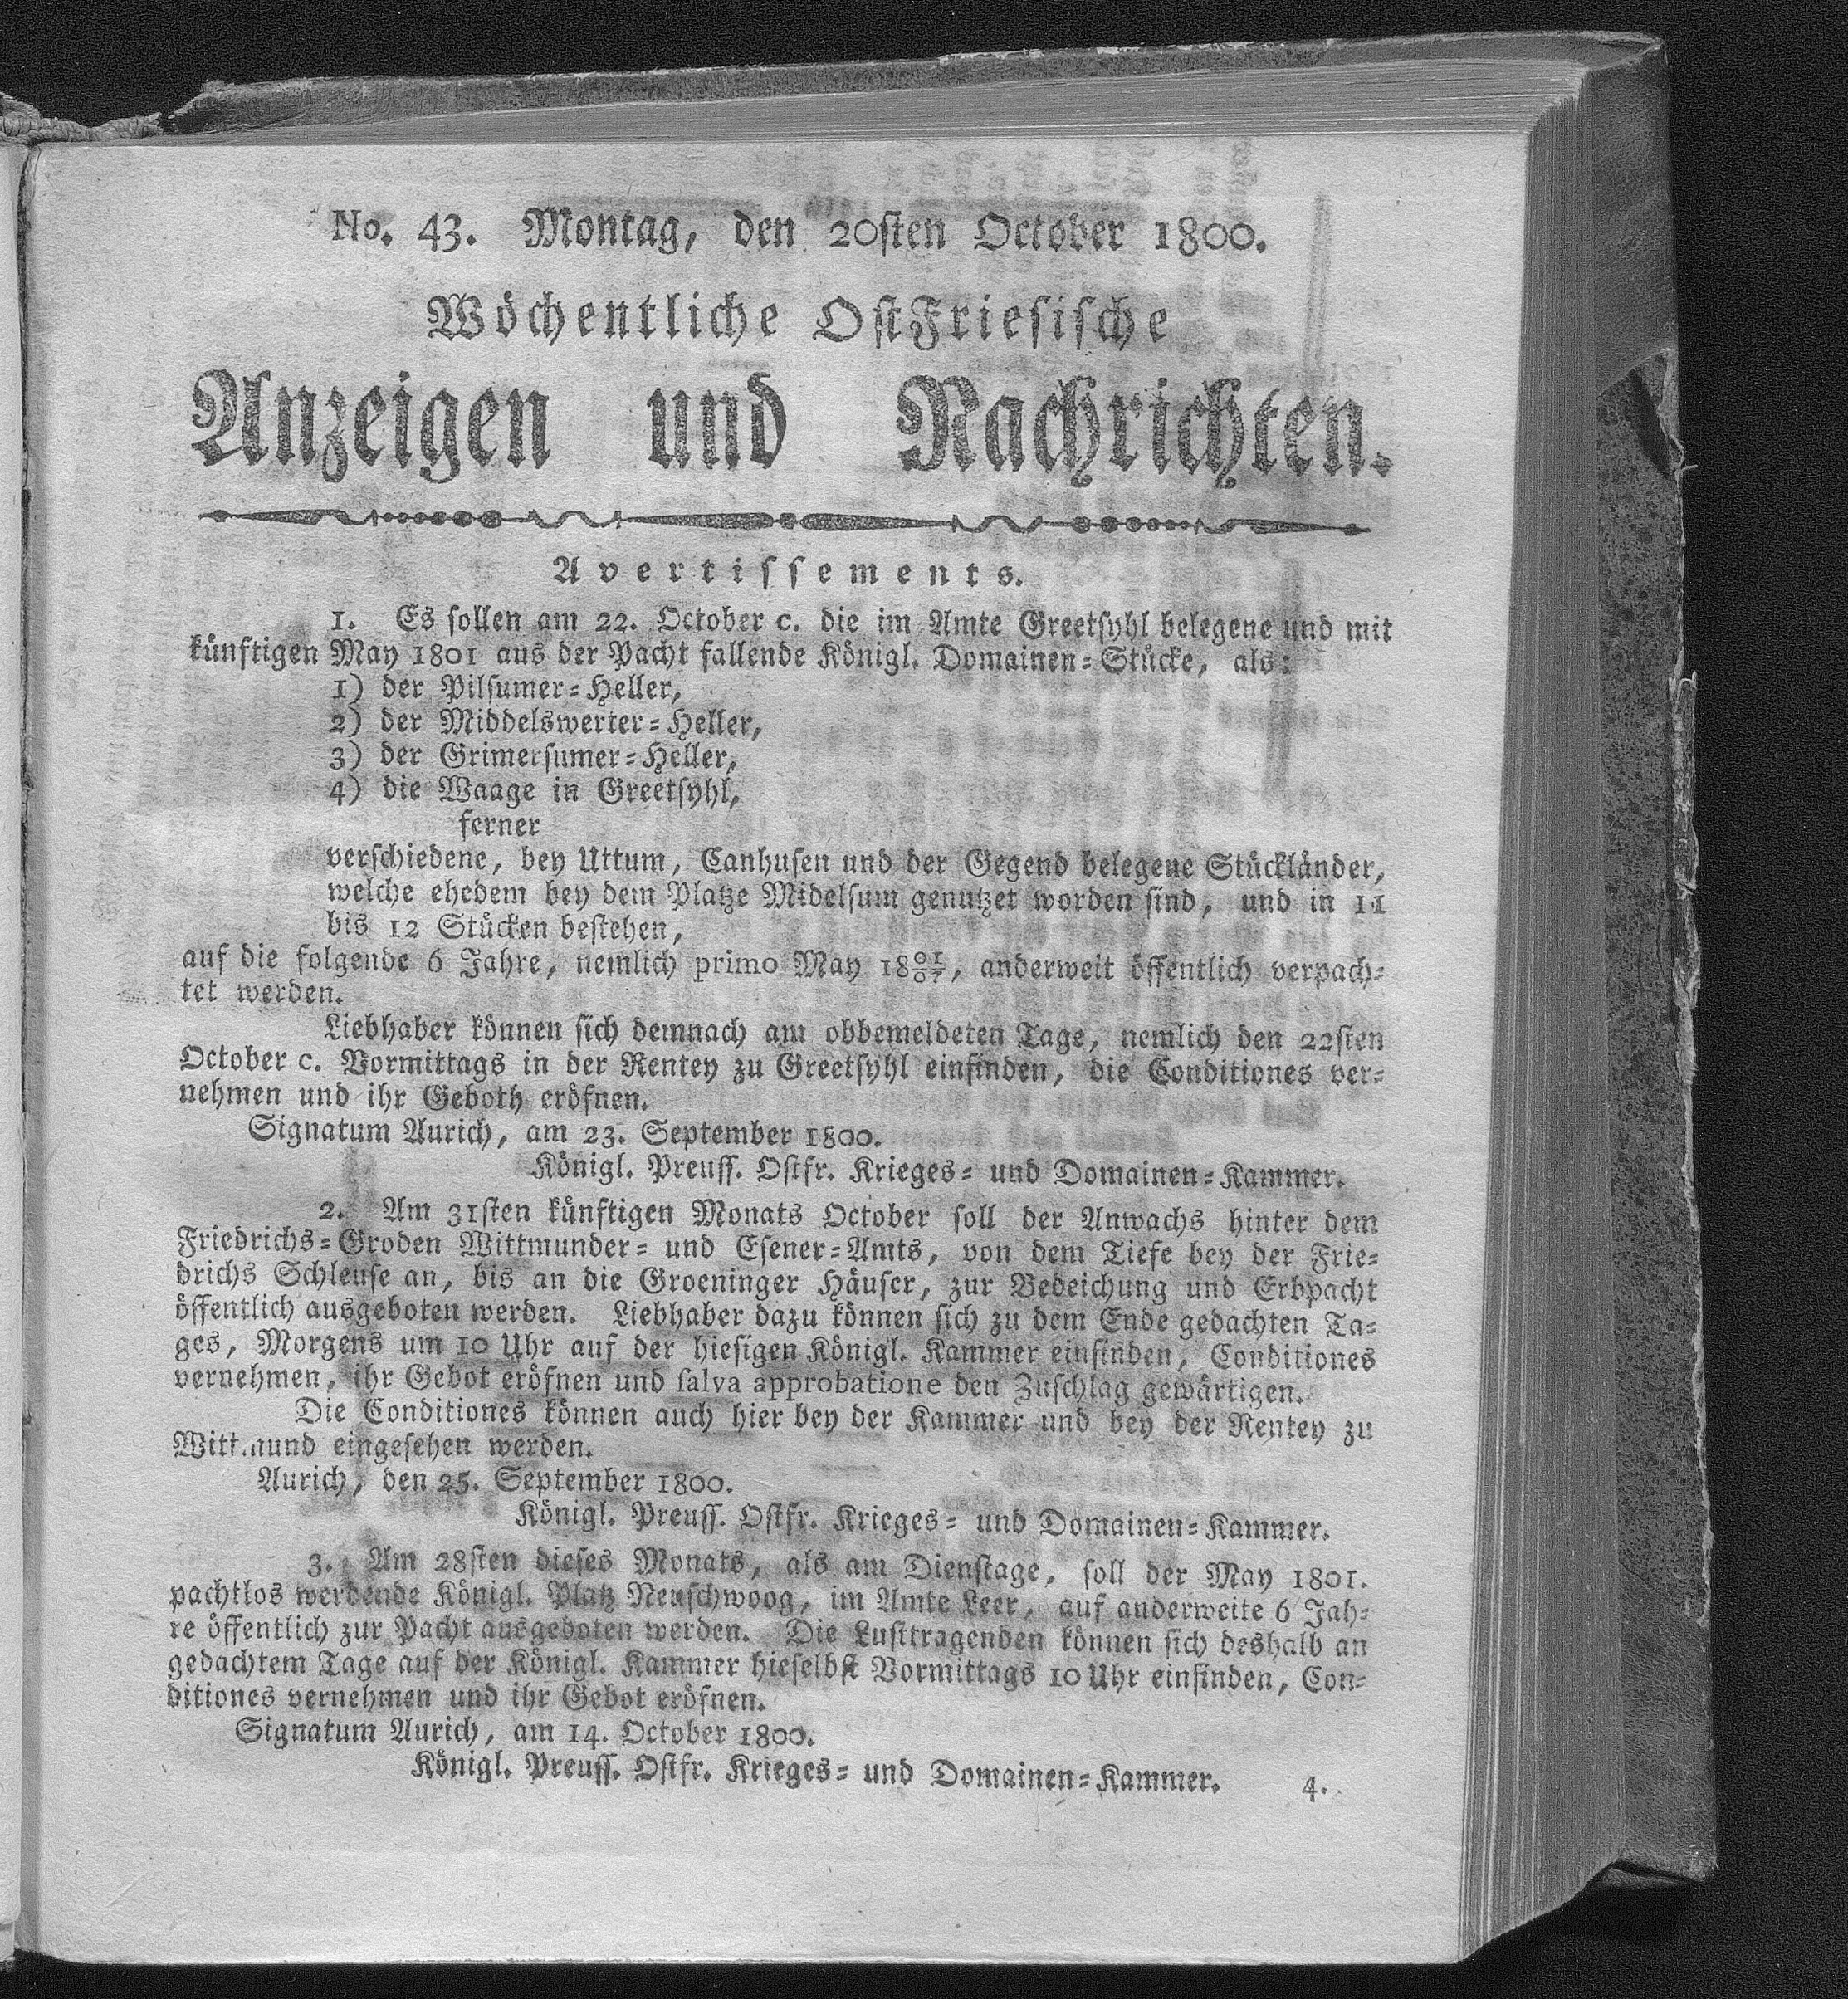 No. 43. Montag, den 20sten October 1800.
Wöchentliche OstFriesische
Anzeigen und Nachrichten.
Avertissements.
1. Es sollen am 22. October c. die im Amte Greetsyhl belegene und mit
künftigen May 1801 aus der Pacht fallende Königl. Domainen=Stücke, als:
1) der Pilsumer=Heller,
2) der Middelswerter=Heller,
3) der Grimersumer=Heller,
4) die Waage in Greetsyhl,
ferner
verschiedene, bey Uttum, Canhusen und der Gegend belegene Stückländer,
welche ehedem bey dem Platze Midelsum genutzet worden sind, und in 11
bis 12 Stücken bestehen,
auf die folgende 6 Jahre, nemlich primo May 18 01/07, anderweit öffentlich verpach=
tet werden.
Liebhaber können sich demnach am obbemeldeten Tage, nemlich den 22sten
October c. Vormittags in der Rentey zu Greetsyhl einfinden, die Conditiones ver=
nehmen und ihr Geboth eröfnen.
Signatum Aurich, am 23. September 1800.
Königl. Preuss. Ostfr. Krieges= und Domainen=Kammer.
2. Am 31sten künftigen Monats October soll der Anwachs hinter dem
Friedrichs=Groden Wittmunder= und Esener=Amts, von dem Tiefe bey der Frie=
drichs Schleuse an, bis an die Groeninger Häuser, zur Bedeichung und Erbpacht
öffentlich ausgeboten werden. Liebhaber dazu können sich zu dem Ende gedachten Ta=
ges, Morgens um 10 Uhr auf der hiesigen Königl. Kammer einfinden, Conditiones
vernehmen, ihr Gebot eröfnen und salva approbatione den Zuschlag gewärtigen.
Die Conditiones können auch hier bey der Kammer und bey der Rentey zu
Wittmund eingesehen werden.
Aurich, den 25. September 1800.
Königl. Preuss. Ostfr. Krieges= und Domainen=Kammer.
3. Am 28sten dieses Monats, als am Dienstage, soll der May 1801.
pachtlos werdende Königl. Platz Neuschwoog, im Amte Leer, auf anderweite 6 Jah=
re öffentlich zur Pacht ausgeboten werden. Die Lusttragenden können sich deshalb an
gedachtem Tage auf der Königl. Kammer hieselbst Vormittags 10 Uhr einfinden, Con=
ditiones vernehmen und ihr Gebot eröfnen.
Signatum Aurich, am 14. October 1800.
Königl. Preuss. Ostfr. Krieges= und Domainen=Kammer. 4.